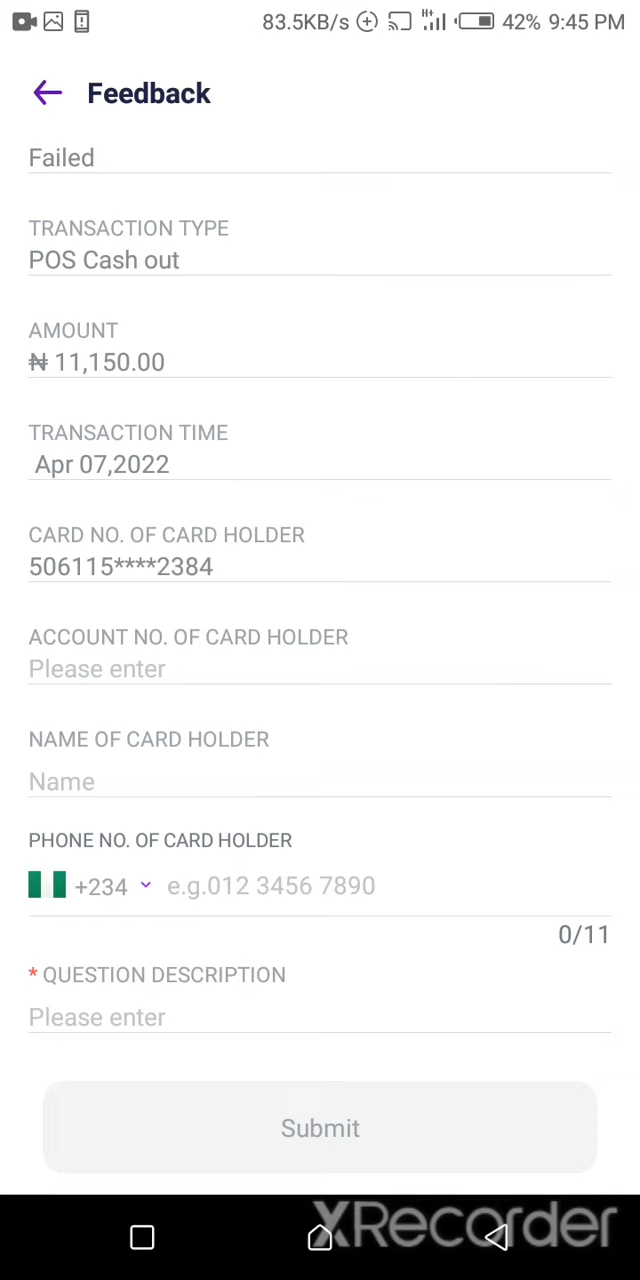 83.5KB/s H+ 42% 9:45 PM
Feedback
Failed
TRANSACTION TYPE
POS Cash out
AMOUNT
₦ 11,150.00
TRANSACTION TIME
Apr 07,2022
CARD NO. OF CARD HOLDER
506115****2384
ACCOUNT NO. OF CARD HOLDER
Please enter
NAME OF CARD HOLDER
Name
PHONE NO. OF CARD HOLDER
+234 e.g.012 3456 7890
0/11
* QUESTION DESCRIPTION
Please enter
Submit
XRecorder